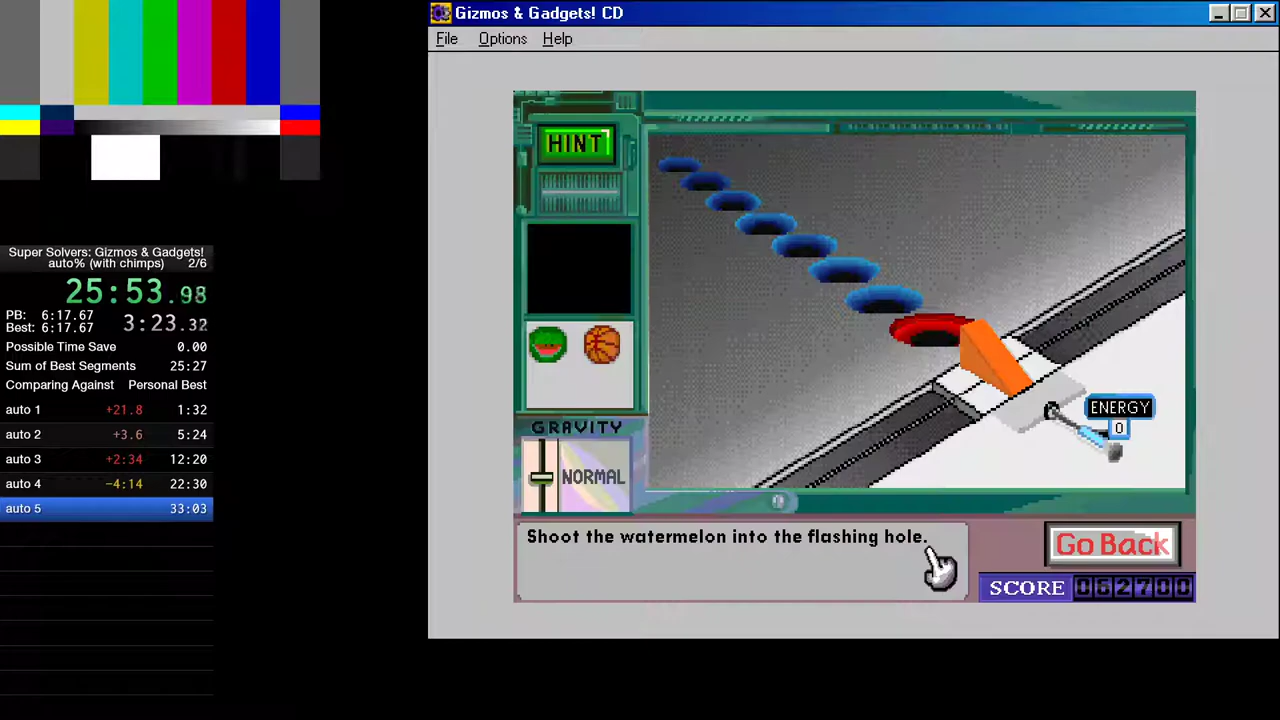 Gizmos & Gadgets! CD
File Options Help
HINT
GRAVITY
NORMAL
ENERGY
0
Shoot the watermelon into the flashing hole.
Go Back
SCORE 062700
Super Solvers: Gizmos & Gadgets!
auto% (with chimps) 2/6
25:53.98
PB: 6:17.67
Best: 6:17.67
3:23.32
Possible Time Save 0.00
Sum of Best Segments 25:27
Comparing Against Personal Best
auto 1 +21.8 1:32
auto 2 +3.6 5:24
auto 3 +2:34 12:20
auto 4 −4:14 22:30
auto 5 33:03